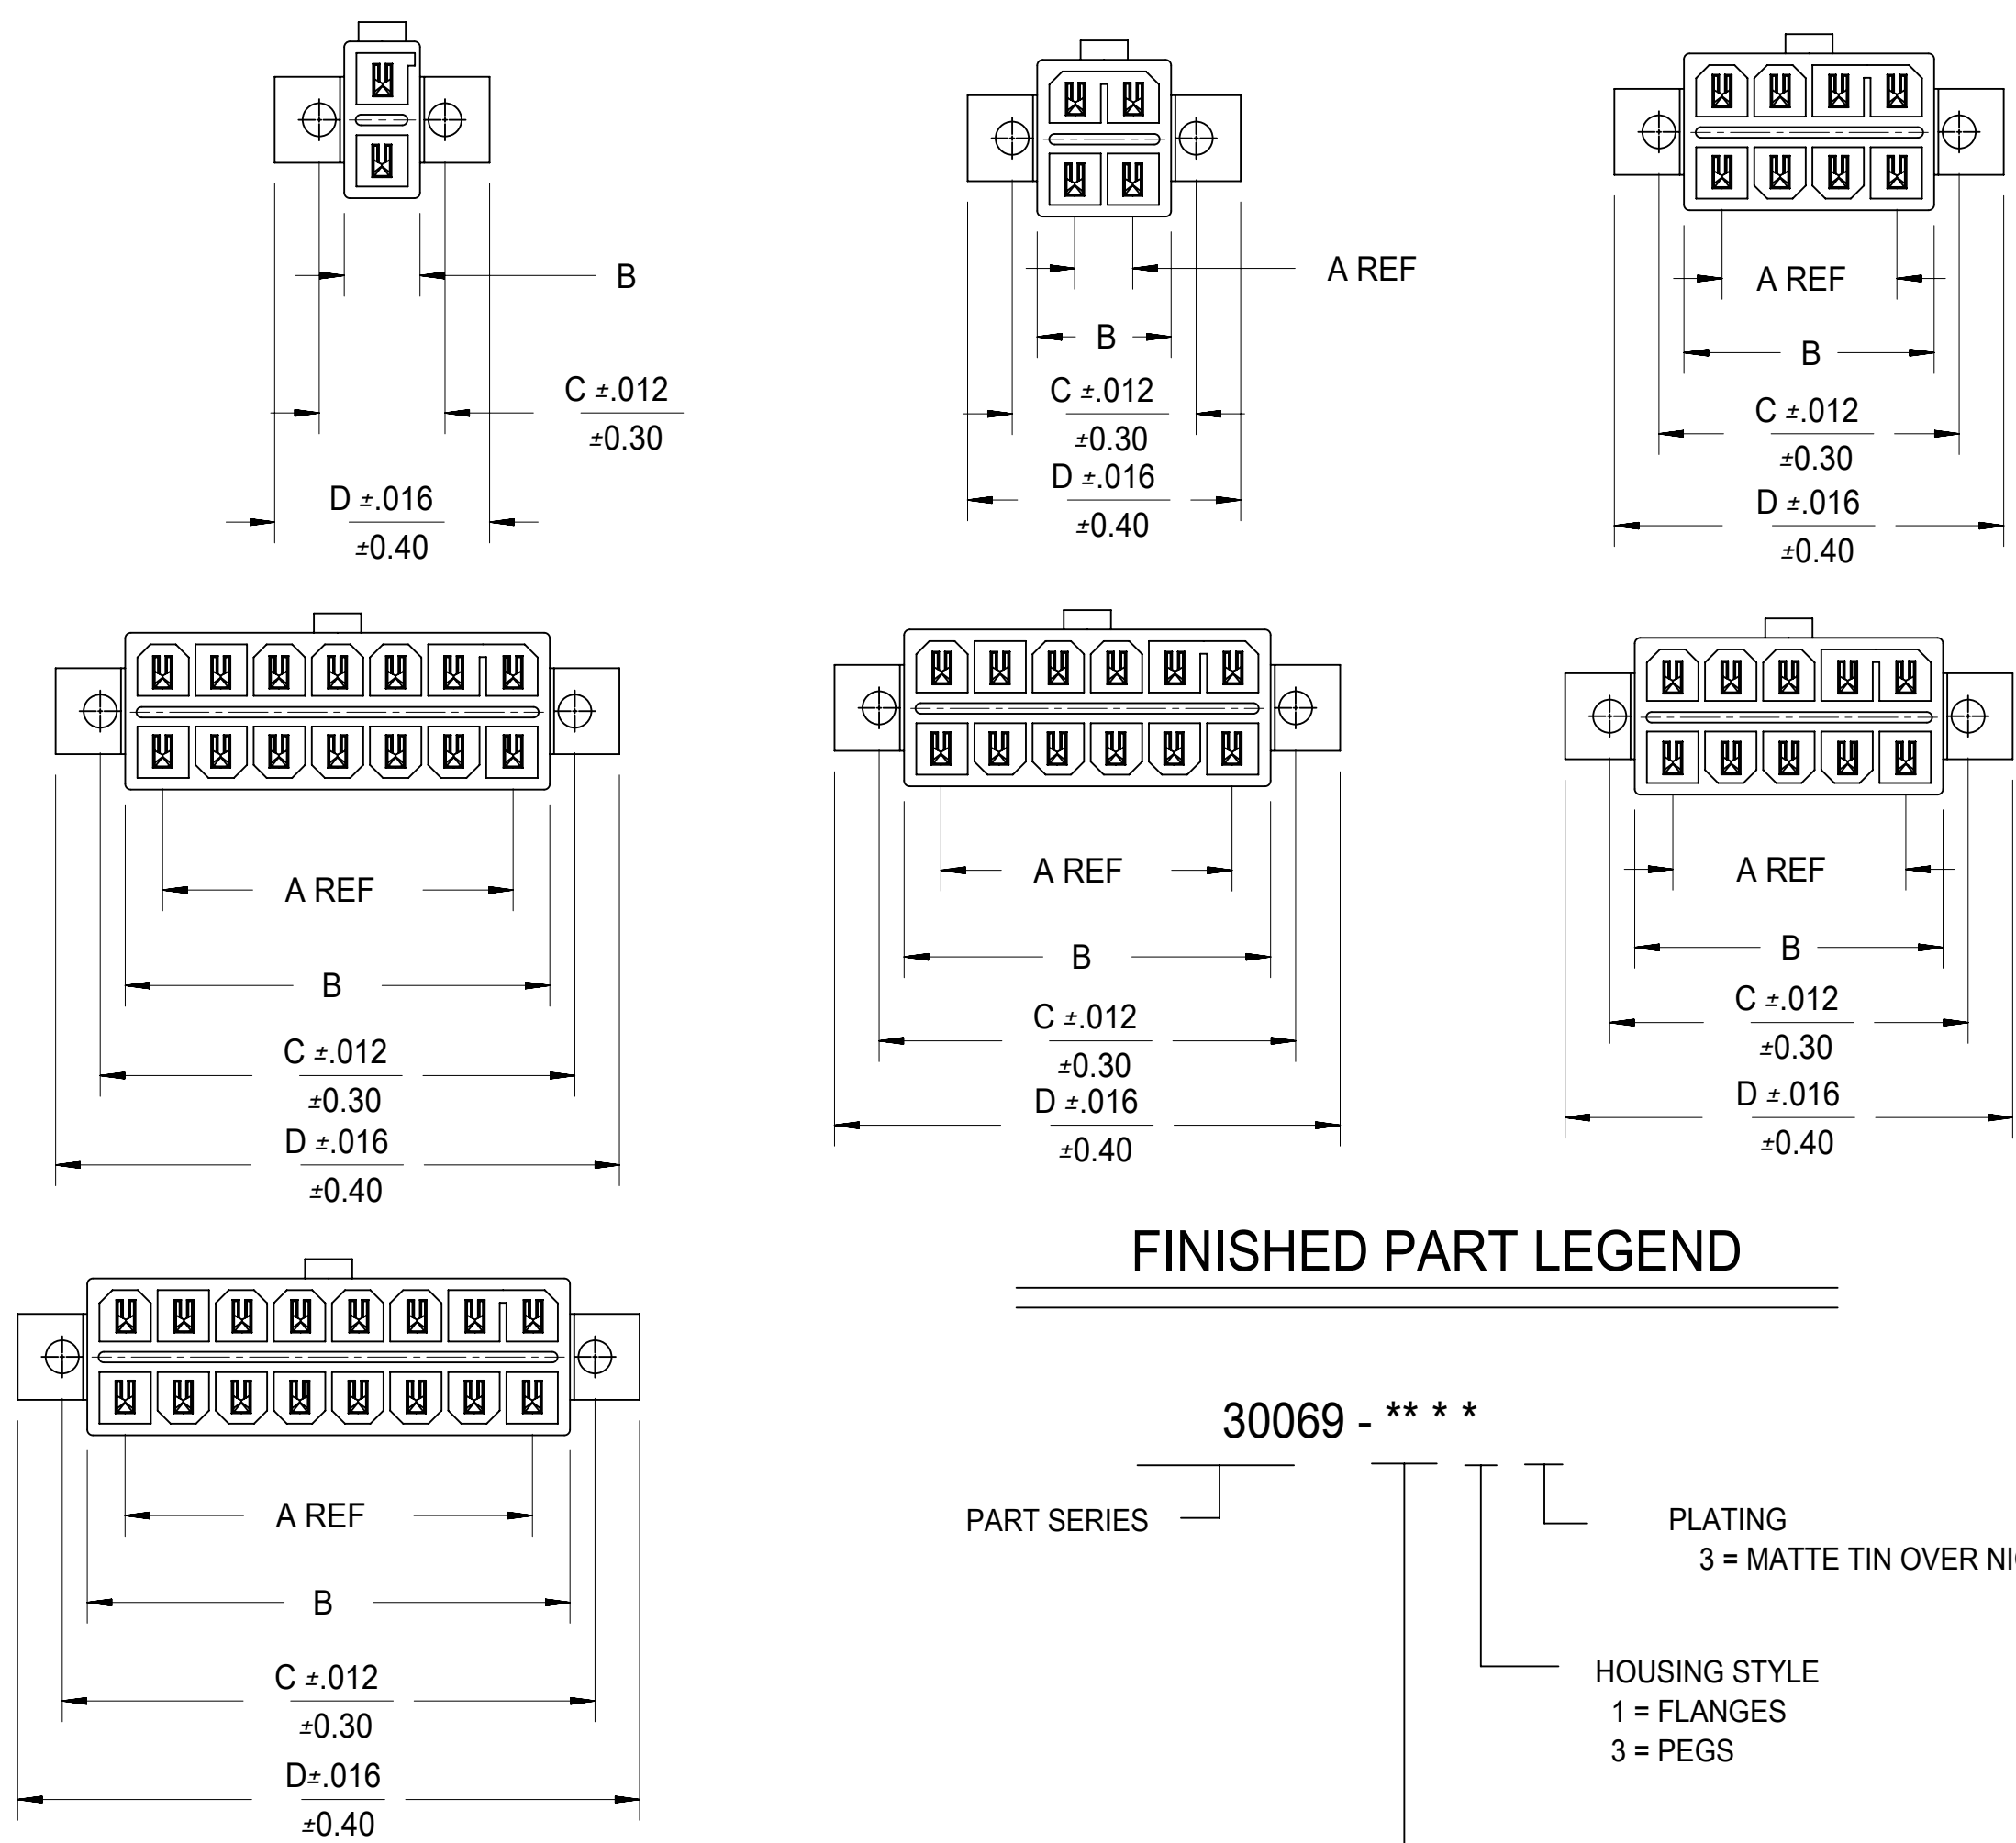 B
C ±.012
±0.30
D ±.016
±0.40
A REF
B
C ±.012
±0.30
D ±.016
±0.40
A REF
B
C ±.012
±0.30
D ±.016
±0.40
A REF
B
C ±.012
±0.30
D ±.016
±0.40
A REF
B
C ±.012
±0.30
D ±.016
±0.40
A REF
B
C ±.012
±0.30
D ±.016
±0.40
A REF
B
C ±.012
±0.30
D±.016
±0.40
FINISHED PART LEGEND
30069 - ** * *
PART SERIES
PLATING
3 = MATTE TIN OVER
HOUSING STYLE
1 = FLANGES
3 = PEGS